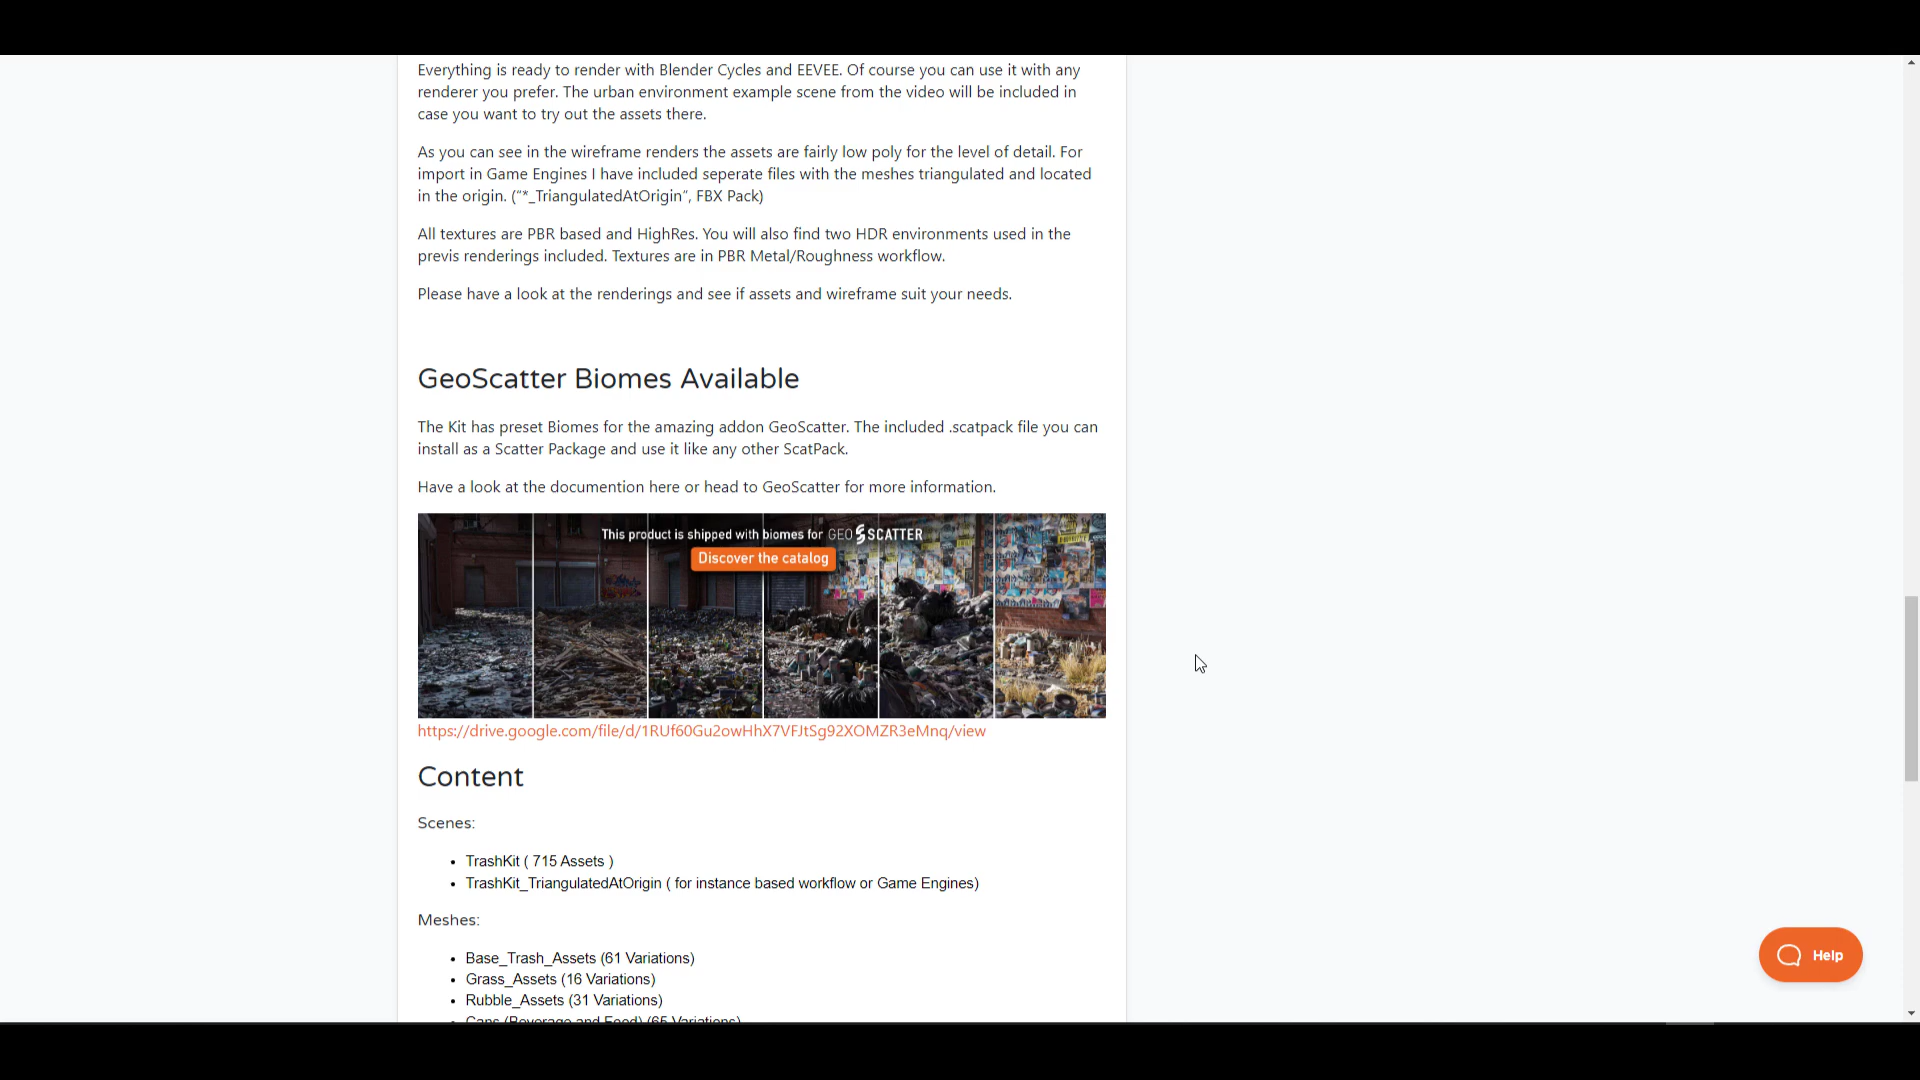 Everything is ready to render with Blender Cycles and EEVEE. Of course you can use it with any
renderer you prefer. The urban environment example scene from the video will be included in
case you want to try out the assets there.
As you can see in the wireframe renders the assets are fairly low poly for the level of detail. For
import in Game Engines I have included seperate files with the meshes triangulated and located
in the origin. (“*_TriangulatedAtOrigin”, FBX Pack)
All textures are PBR based and HighRes. You will also find two HDR environments used in the
previs renderings included. Textures are in PBR Metal/Roughness workflow.
Please have a look at the renderings and see if assets and wireframe suit your needs.
GeoScatter Biomes Available
The Kit has preset Biomes for the amazing addon GeoScatter. The included .scatpack file you can
install as a Scatter Package and use it like any other ScatPack.
Have a look at the documention here or head to GeoScatter for more information.
This product is shipped with biomes for GEO SCATTER
Discover the catalog
https://drive.google.com/file/d/1RUf60Gu2owHhX7VFJtSg92XOMZR3eMnq/view
Content
Scenes:
• TrashKit ( 715 Assets )
• TrashKit_TriangulatedAtOrigin ( for instance based workflow or Game Engines)
Meshes:
• Base_Trash_Assets (61 Variations)
• Grass_Assets (16 Variations)
• Rubble_Assets (31 Variations)
• Cans (Beverage and Food) (65 Variations)
Help